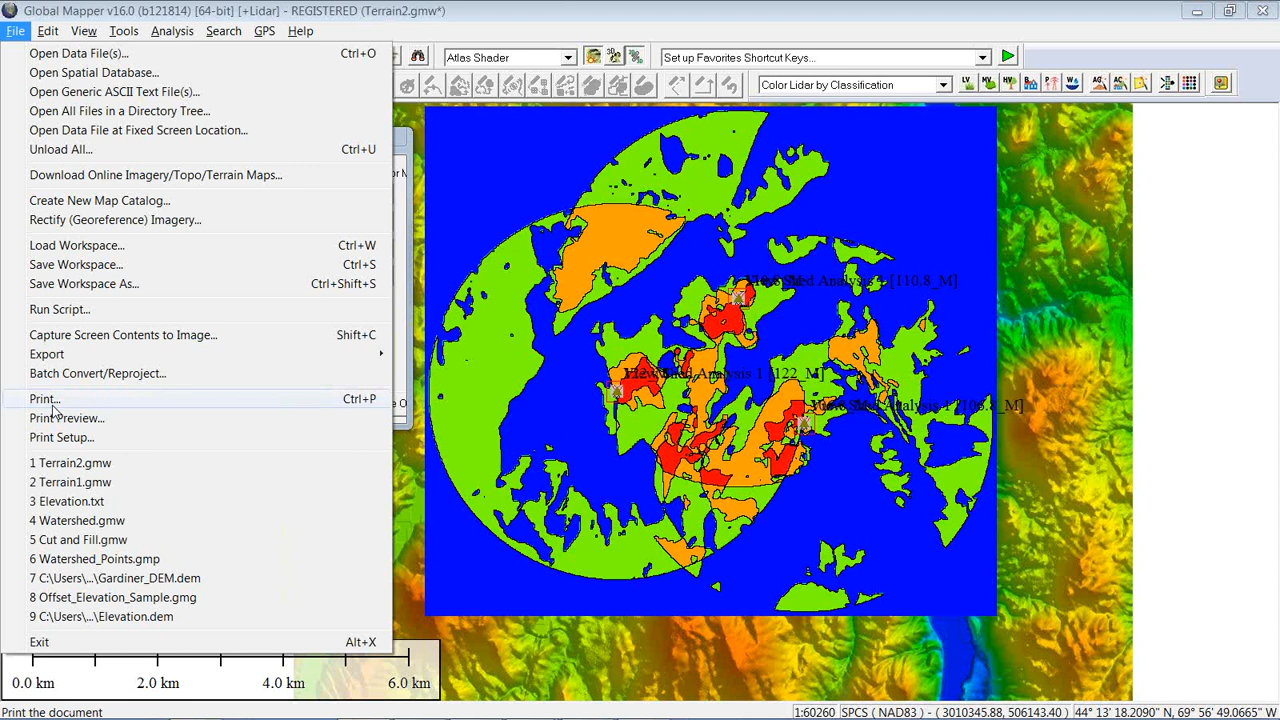 Global Mapper v16.0 (b121814) [64-bit] [+Lidar] - REGISTERED (Terrain2.gmw*)
File Edit View Tools Analysis Search GPS Help
Atlas Shader
Set up Favorites Shortcut Keys...
Color Lidar by Classification
Open Data File(s)... Ctrl+O
Open Spatial Database...
Open Generic ASCII Text File(s)...
Open All Files in a Directory Tree...
Open Data File at Fixed Screen Location...
Unload All... Ctrl+U
Download Online Imagery/Topo/Terrain Maps...
Create New Map Catalog...
Rectify (Georeference) Imagery...
Load Workspace... Ctrl+W
Save Workspace... Ctrl+S
Save Workspace As... Ctrl+Shift+S
Run Script...
Capture Screen Contents to Image... Shift+C
Export
Batch Convert/Reproject...
Print... Ctrl+P
Print Preview...
Print Setup...
1 Terrain2.gmw
2 Terrain1.gmw
3 Elevation.txt
4 Watershed.gmw
5 Cut and Fill.gmw
6 Watershed_Points.gmp
7 C:\Users\...\Gardiner_DEM.dem
8 Offset_Elevation_Sample.gmg
9 C:\Users\...\Elevation.dem
Exit Alt+X
Analysis 1 [110.8_M]
Analysis 1 [122_M]
Analysis 1 [106.8_M]
0.0 km 2.0 km 4.0 km 6.0 km
Print the document
1:60260 SPCS (NAD83) - ( 3010345.88, 506143.40 ) 44° 13' 18.2090" N, 69° 56' 49.0665" W